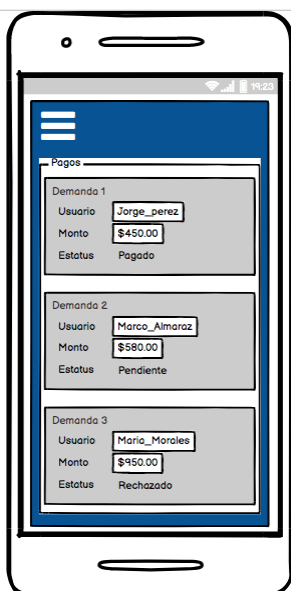 19:23
Pagos
Demanda 1
Usuario Jorge_perez
Monto $450.00
Estatus Pagado
Demanda 2
Usuario Marco_Almaraz
Monto $580.00
Estatus Pendiente
Demanda 3
Usuario Maria_Morales
Monto $950.00
Estatus Rechazado